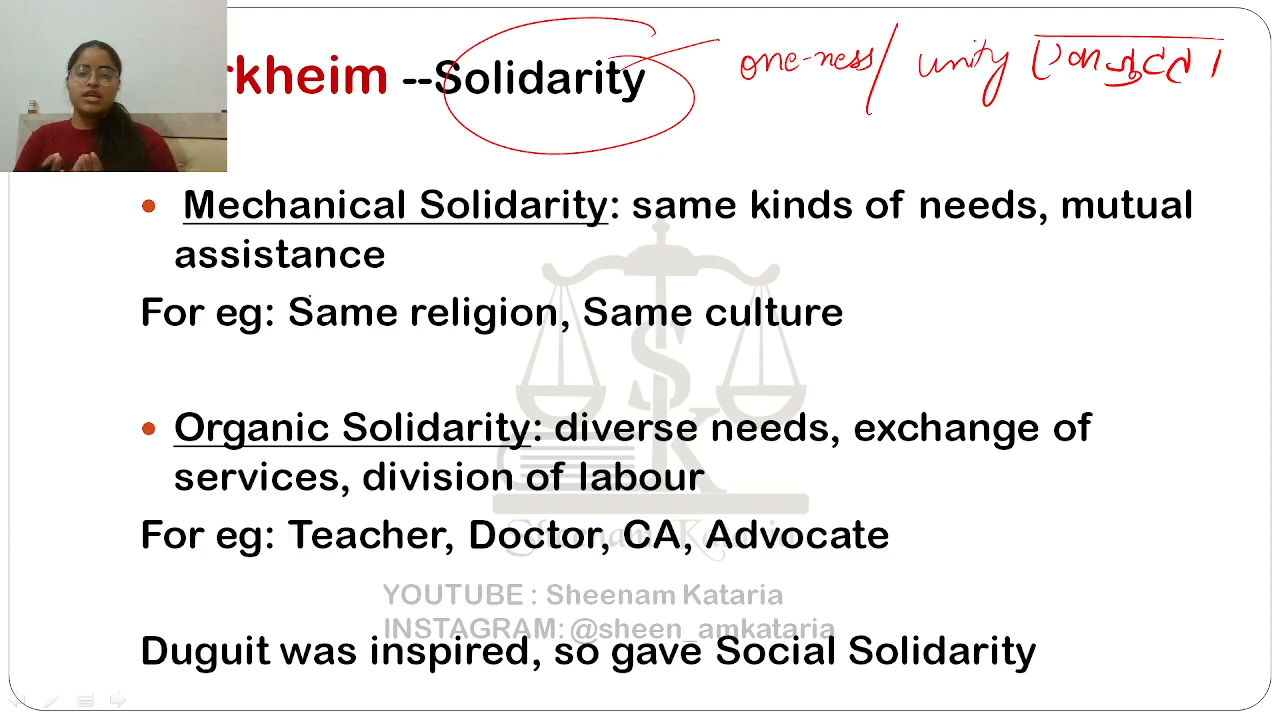 rkheim --Solidarity one-ness/ unity
• Mechanical Solidarity: same kinds of needs, mutual
assistance
For eg: Same religion, Same culture
• Organic Solidarity: diverse needs, exchange of
services, division of labour
For eg: Teacher, Doctor, CA, Advocate
Sheenam Kataria
YOUTUBE : Sheenam Kataria
INSTAGRAM: @sheen_amkataria
Duguit was inspired, so gave Social Solidarity